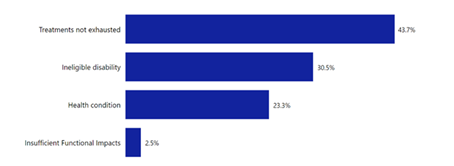 Treatments not exhausted 43.7%
Ineligible disability 30.5%
Health condition 23.3%
Insufficient Functional Impacts 2.5%